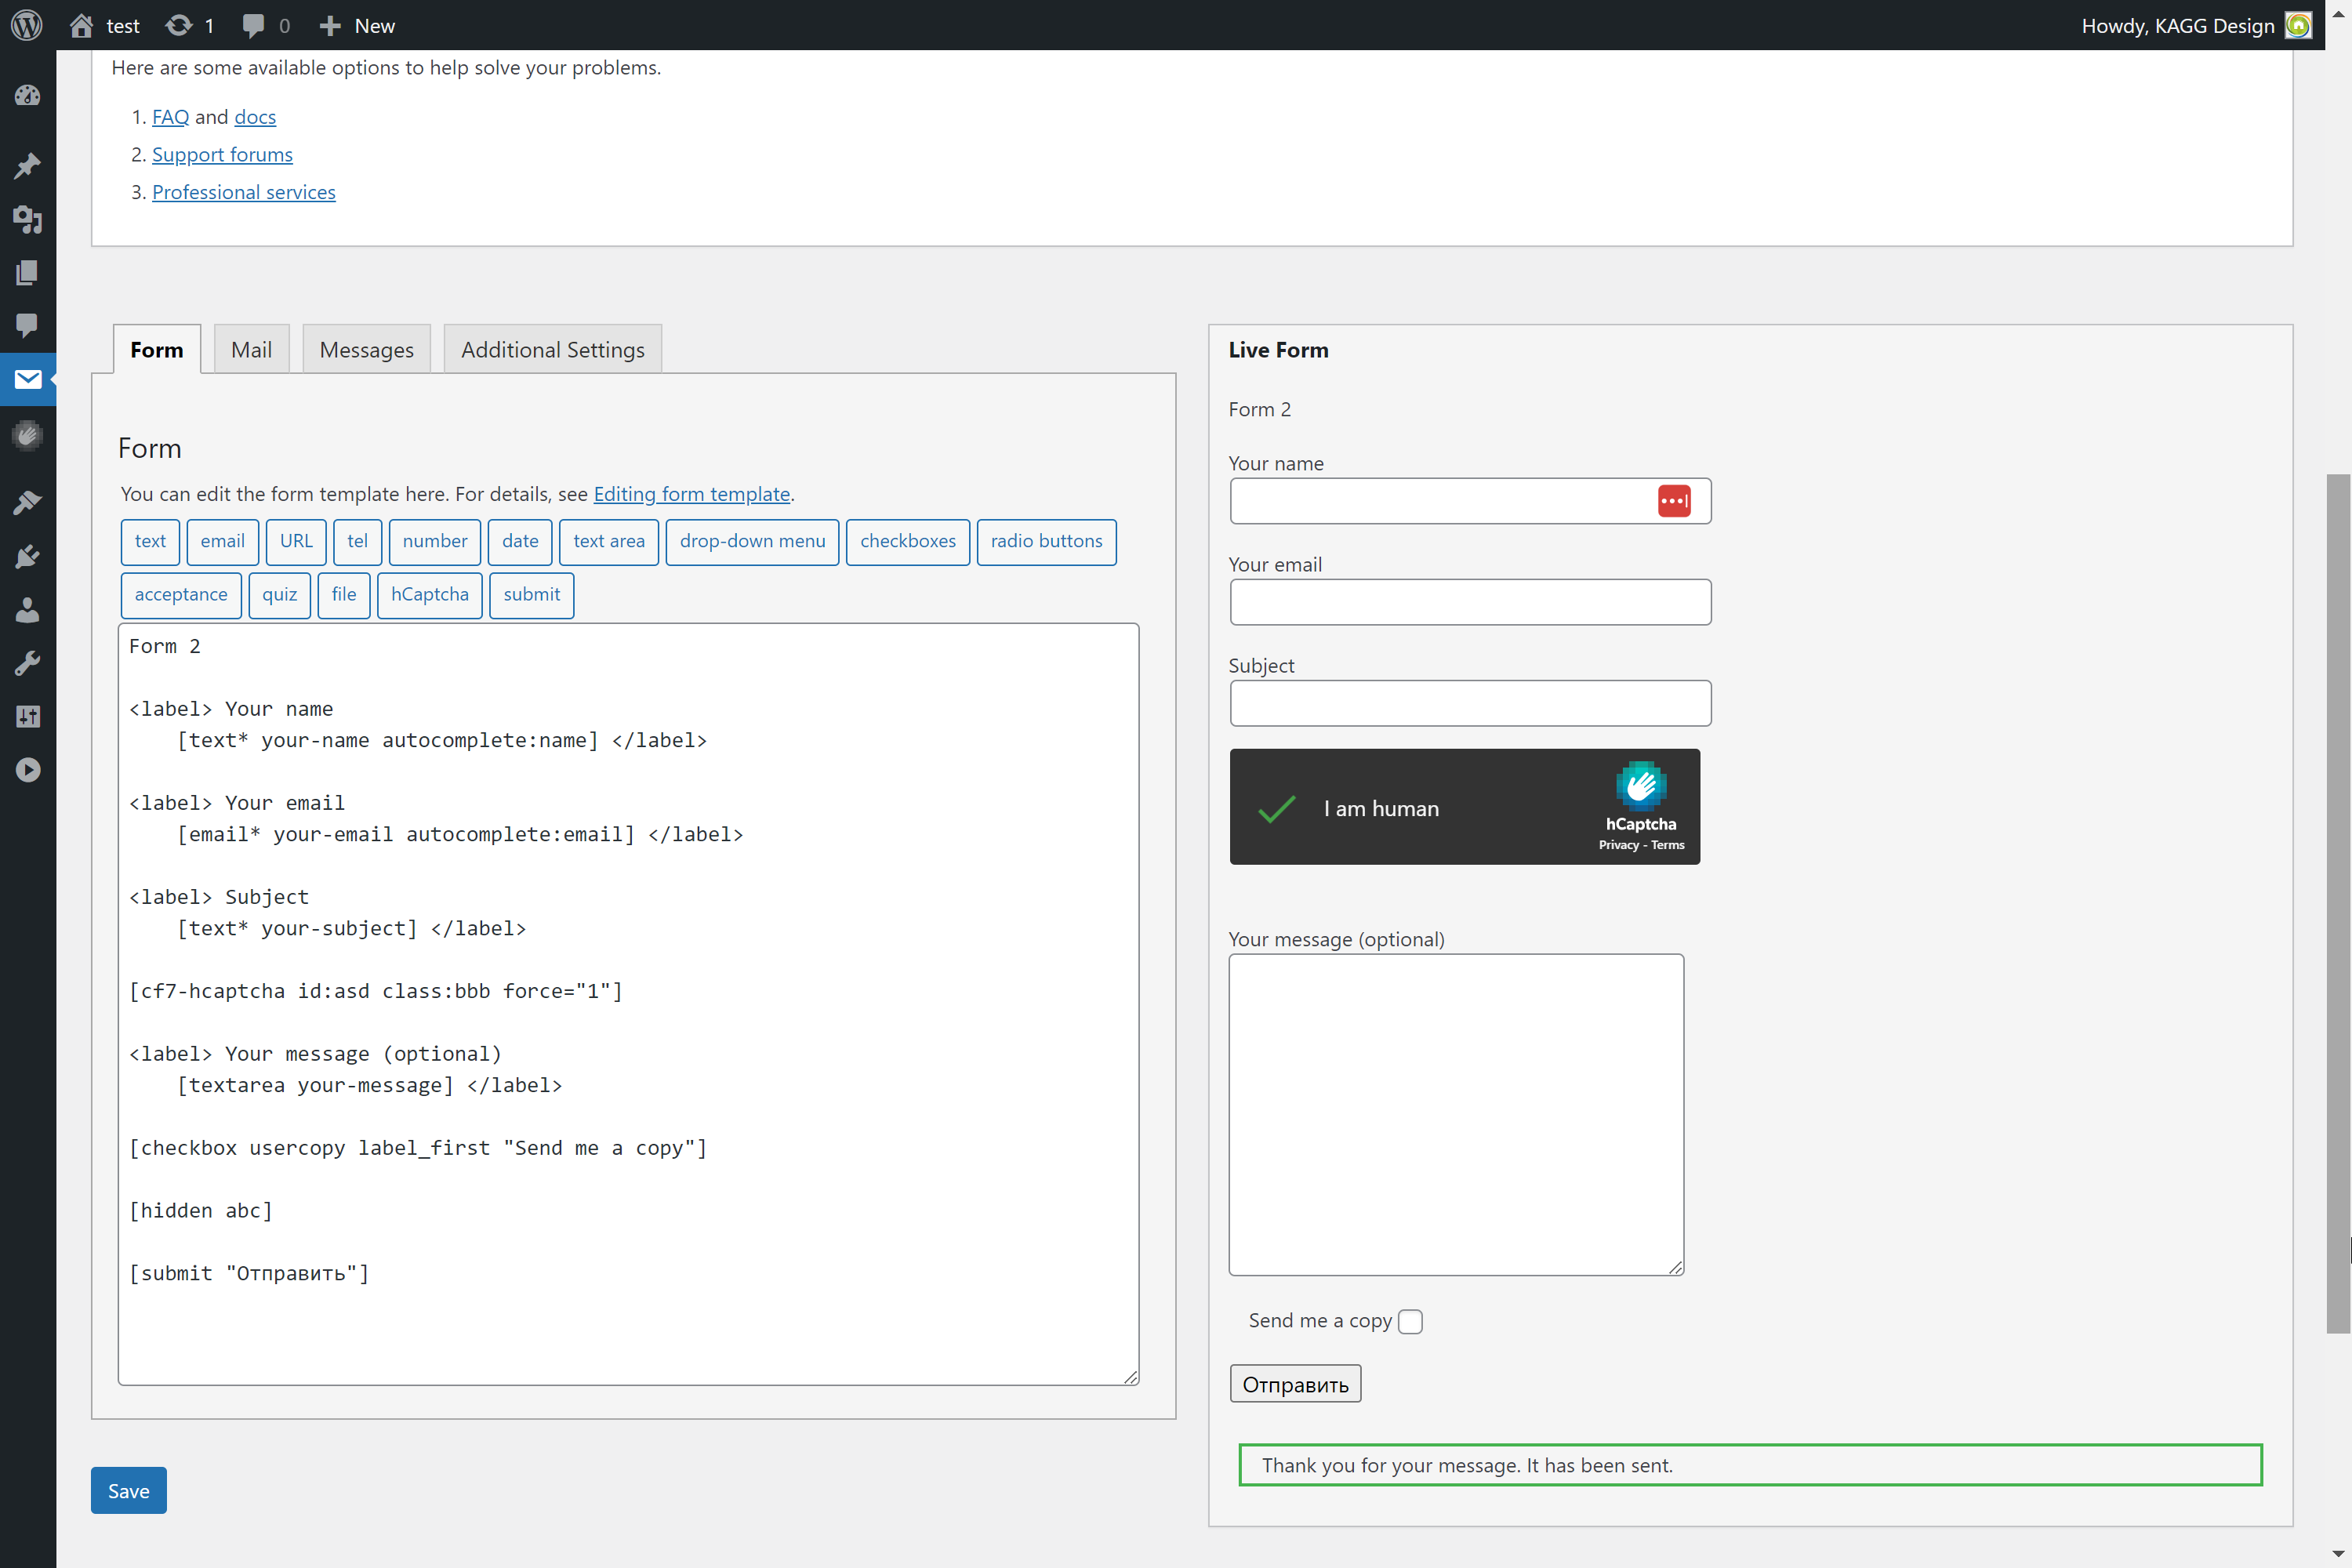 test 1 0 New Howdy, KAGG Design
Here are some available options to help solve your problems.
1. FAQ and docs
2. Support forums
3. Professional services
Form Mail Messages Additional Settings
Form
You can edit the form template here. For details, see Editing form template.
text email URL tel number date text area drop-down menu checkboxes radio buttons
acceptance quiz file hCaptcha submit
Form 2
<label> Your name
[text* your-name autocomplete:name] </label>
<label> Your email
[email* your-email autocomplete:email] </label>
<label> Subject
[text* your-subject] </label>
[cf7-hcaptcha id:asd class:bbb force="1"]
<label> Your message (optional)
[textarea your-message] </label>
[checkbox usercopy label_first "Send me a copy"]
[hidden abc]
[submit "Отправить"]
Save
Live Form
Form 2
Your name
Your email
Subject
I am human
hCaptcha
Privacy - Terms
Your message (optional)
Send me a copy
Отправить
Thank you for your message. It has been sent.